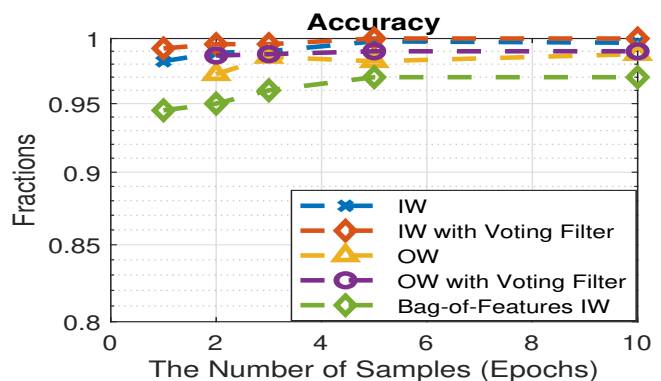 Accuracy
1
0.95
0.9
0.85
0.8
Fractions
IW
IW with Voting Filter
OW
OW with Voting Filter
Bag-of-Features IW
0 2 4 6 8 10
The Number of Samples (Epochs)